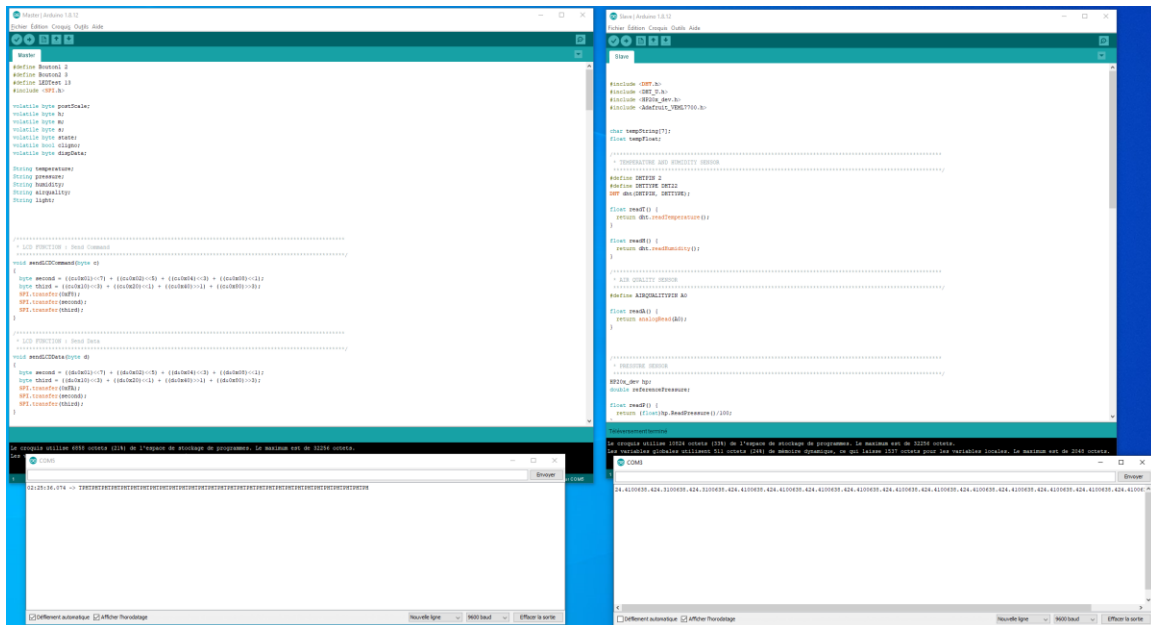 Master | Arduino 1.8.12
Fichier Édition Croquis Outils Aide
Master
#define Bouton1 2
#define Bouton2 3
#define LEDTest 13
#include <SPI.h>
volatile byte postScale;
volatile byte h;
volatile byte m;
volatile byte s;
volatile byte state;
volatile bool cligno;
volatile byte dispData;
String temperature;
String pressure;
String humidity;
String airquality;
String light;
* LCD FUNCTION : Send Command
void sendLCDCommand(byte c)
{
byte second = ((c&0x01)<<7) + ((c&0x02)<<5) + ((c&0x04)<<3) + ((c&0x08)<<1);
byte third = ((c&0x10)<<3) + ((c&0x20)<<1) + ((c&0x40)>>1) + ((c&0x80)>>3);
SPI.transfer(0xF8);
SPI.transfer(second);
SPI.transfer(third);
}
* LCD FUNCTION : Send Data
void sendLCDData(byte d)
{
byte second = ((d&0x01)<<7) + ((d&0x02)<<5) + ((d&0x04)<<3) + ((d&0x08)<<1);
byte third = ((d&0x10)<<3) + ((d&0x20)<<1) + ((d&0x40)>>1) + ((d&0x80)>>3);
SPI.transfer(0xFA);
SPI.transfer(second);
SPI.transfer(third);
}
Le croquis utilise 6858 octets (21%) de l'espace de stockage de programmes. Le maximum est de 32256 octets.
Les
COM8
Envoyer
02:25:36.074 ->
Défilement automatique Afficher l'horodatage
Nouvelle ligne 9600 baud Effacer la sortie
Slave | Arduino 1.8.12
Fichier Édition Croquis Outils Aide
Slave
#include <DHT.h>
#include <DHT_U.h>
#include <HP20x_dev.h>
#include <Adafruit_VEML7700.h>
char tempString[7];
float tempFloat;
* TEMPERATURE AND HUMIDITY SENSOR
#define DHTPIN 2
#define DHTTYPE DHT22
DHT dht(DHTPIN, DHTTYPE);
float readT() {
return dht.readTemperature();
}
float readH() {
return dht.readHumidity();
}
* AIR QUALITY SENSOR
#define AIRQUALITYPIN A0
float readA() {
return analogRead(A0);
}
* PRESSURE SENSOR
HP20x_dev hp;
double referencePressure;
float readP() {
return (float)hp.ReadPressure()/100;
Téléversement terminé
Le croquis utilise 10824 octets (33%) de l'espace de stockage de programmes. Le maximum est de 32256 octets.
Les variables globales utilisent 511 octets (24%) de mémoire dynamique, ce qui laisse 1537 octets pour les variables locales. Le maximum est de 2048 octets.
Envoyer
Défilement automatique Afficher l'horodatage
Nouvelle ligne 9600 baud Effacer la sortie